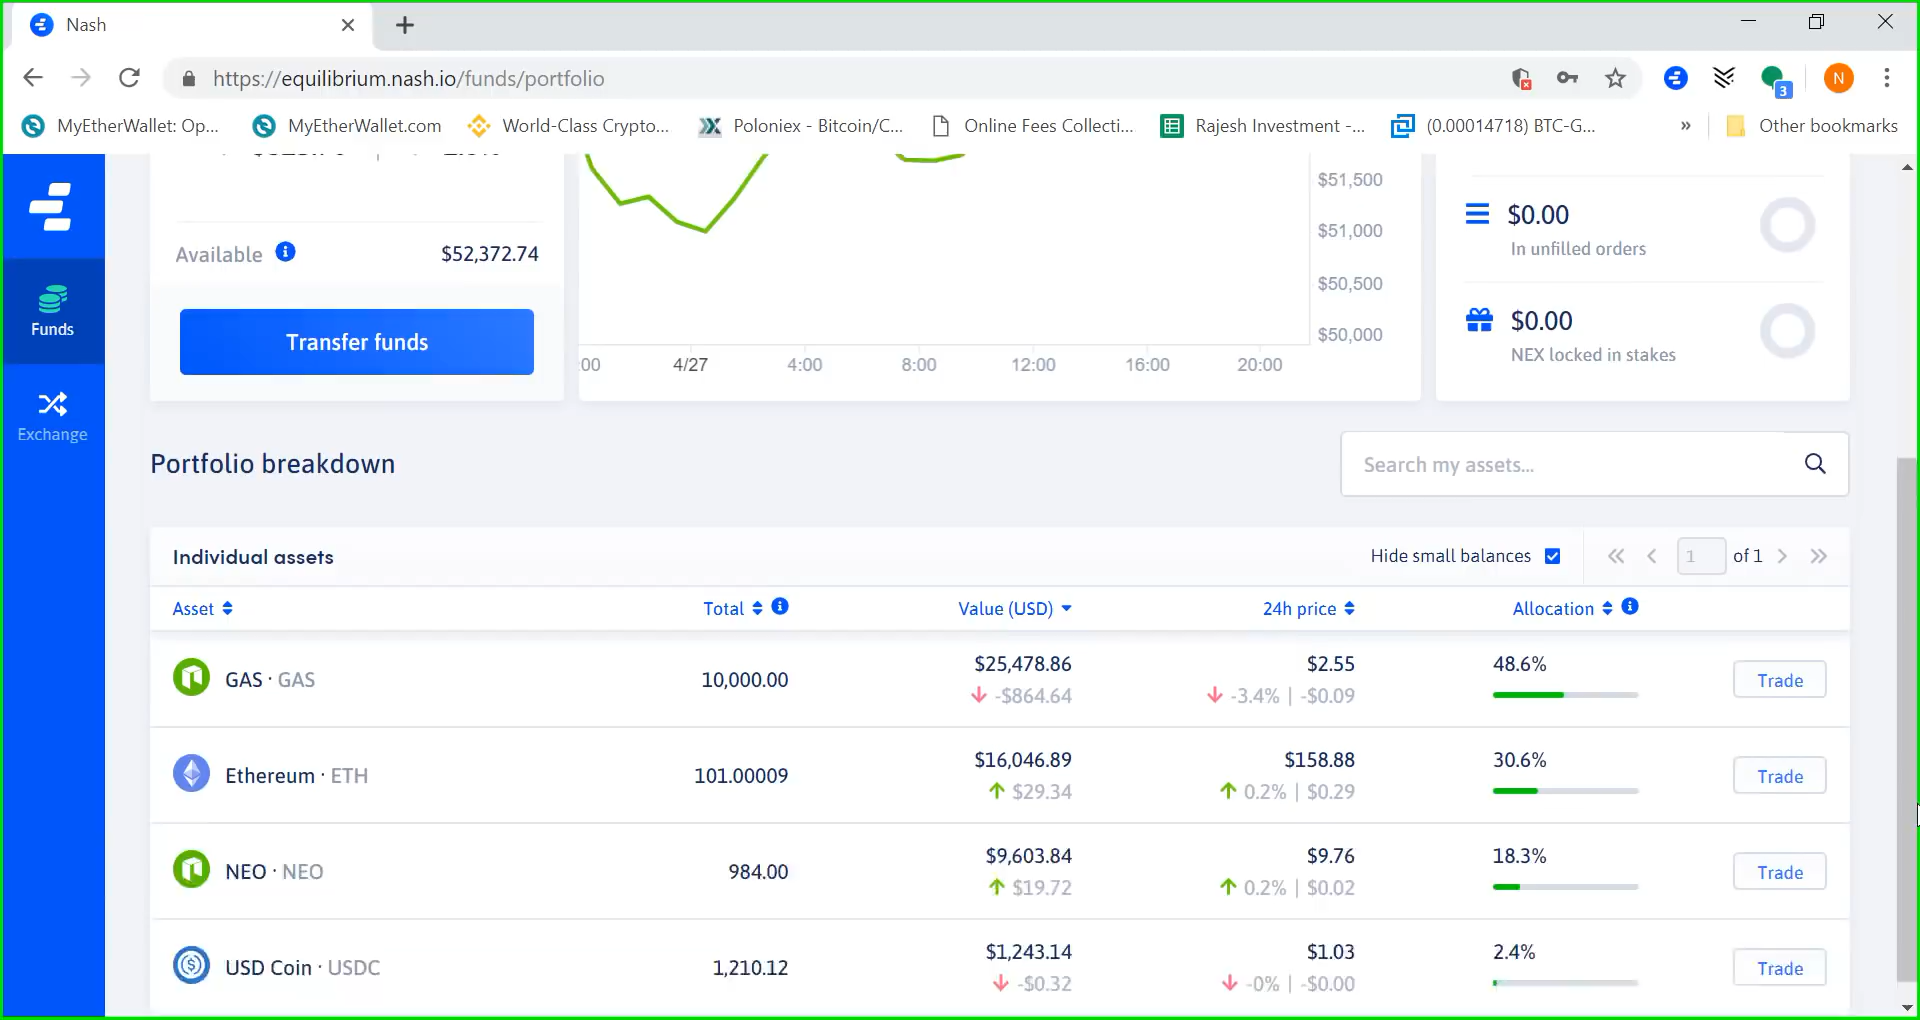 Nash
https://equilibrium.nash.io/funds/portfolio
N
3
MyEtherWallet: Op...
MyEtherWallet.com
World-Class Crypto...
Poloniex - Bitcoin/C...
Online Fees Collecti...
Rajesh Investment -...
(0.00014718) BTC-G...
»
Other bookmarks
Funds
Exchange
Available
$52,372.74
Transfer funds
$51,500
$51,000
$50,500
$50,000
:00 4/27 4:00 8:00 12:00 16:00 20:00
$0.00
In unfilled orders
$0.00
NEX locked in stakes
Portfolio breakdown
Search my assets...
Individual assets
Hide small balances
1 of 1
Asset Total Value (USD) 24h price Allocation
GAS · GAS 10,000.00 $25,478.86 $2.55 48.6% Trade
-$864.64 -3.4% | -$0.09
Ethereum · ETH 101.00009 $16,046.89 $158.88 30.6% Trade
$29.34 0.2% | $0.29
NEO · NEO 984.00 $9,603.84 $9.76 18.3% Trade
$19.72 0.2% | $0.02
USD Coin · USDC 1,210.12 $1,243.14 $1.03 2.4% Trade
-$0.32 -0% | -$0.00